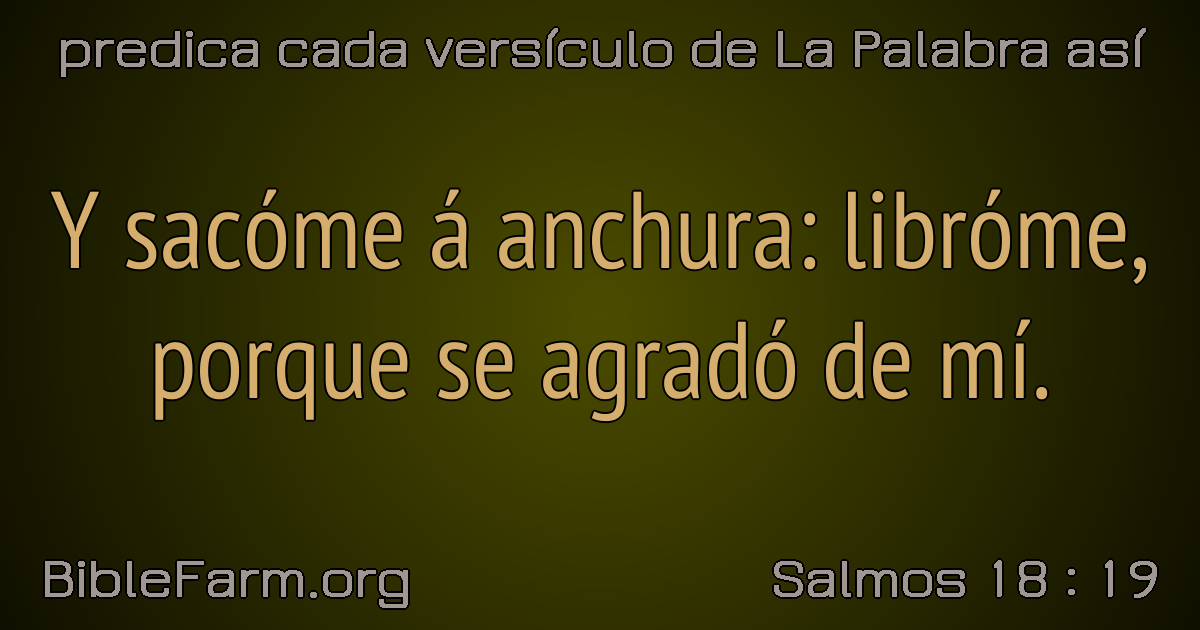 predica cada versículo de La Palabra así
Y sacóme á anchura: libróme,
porque se agradó de mí.
BibleFarm.org
Salmos 18 : 19